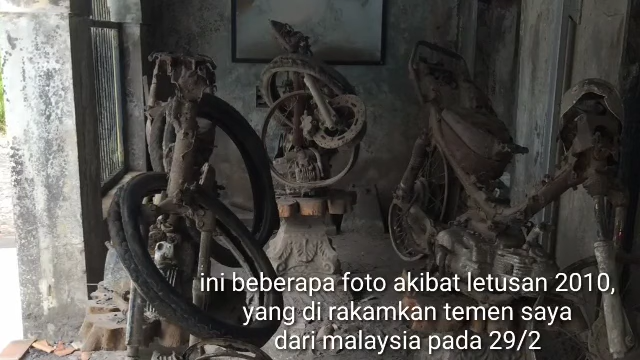 ini beberapa foto akibat letusan 2010,
yang di rakamkan temen saya
dari malaysia pada 29/2